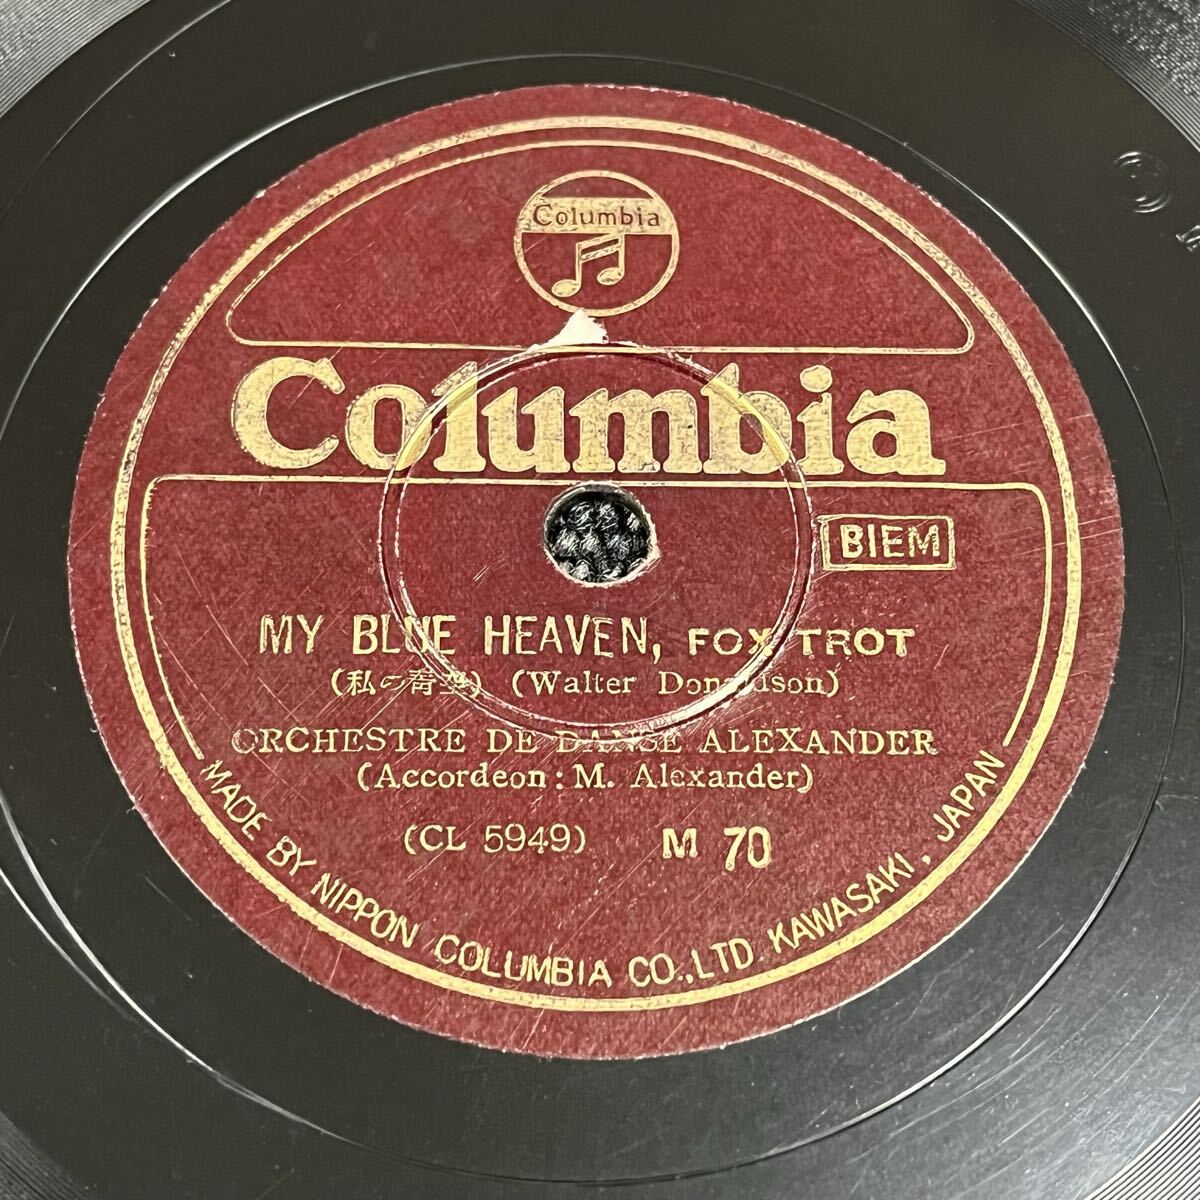 Columbia
Columbia
BIEM
MY BLUE HEAVEN, FOX TROT
(私の青空) (Walter Donaldson)
ORCHESTRE DE DANSE ALEXANDER
(Accordeon: M. Alexander)
(CL 5949) M 70
MADE BY NIPPON COLUMBIA CO., LTD. KAWASAKI, JAPAN